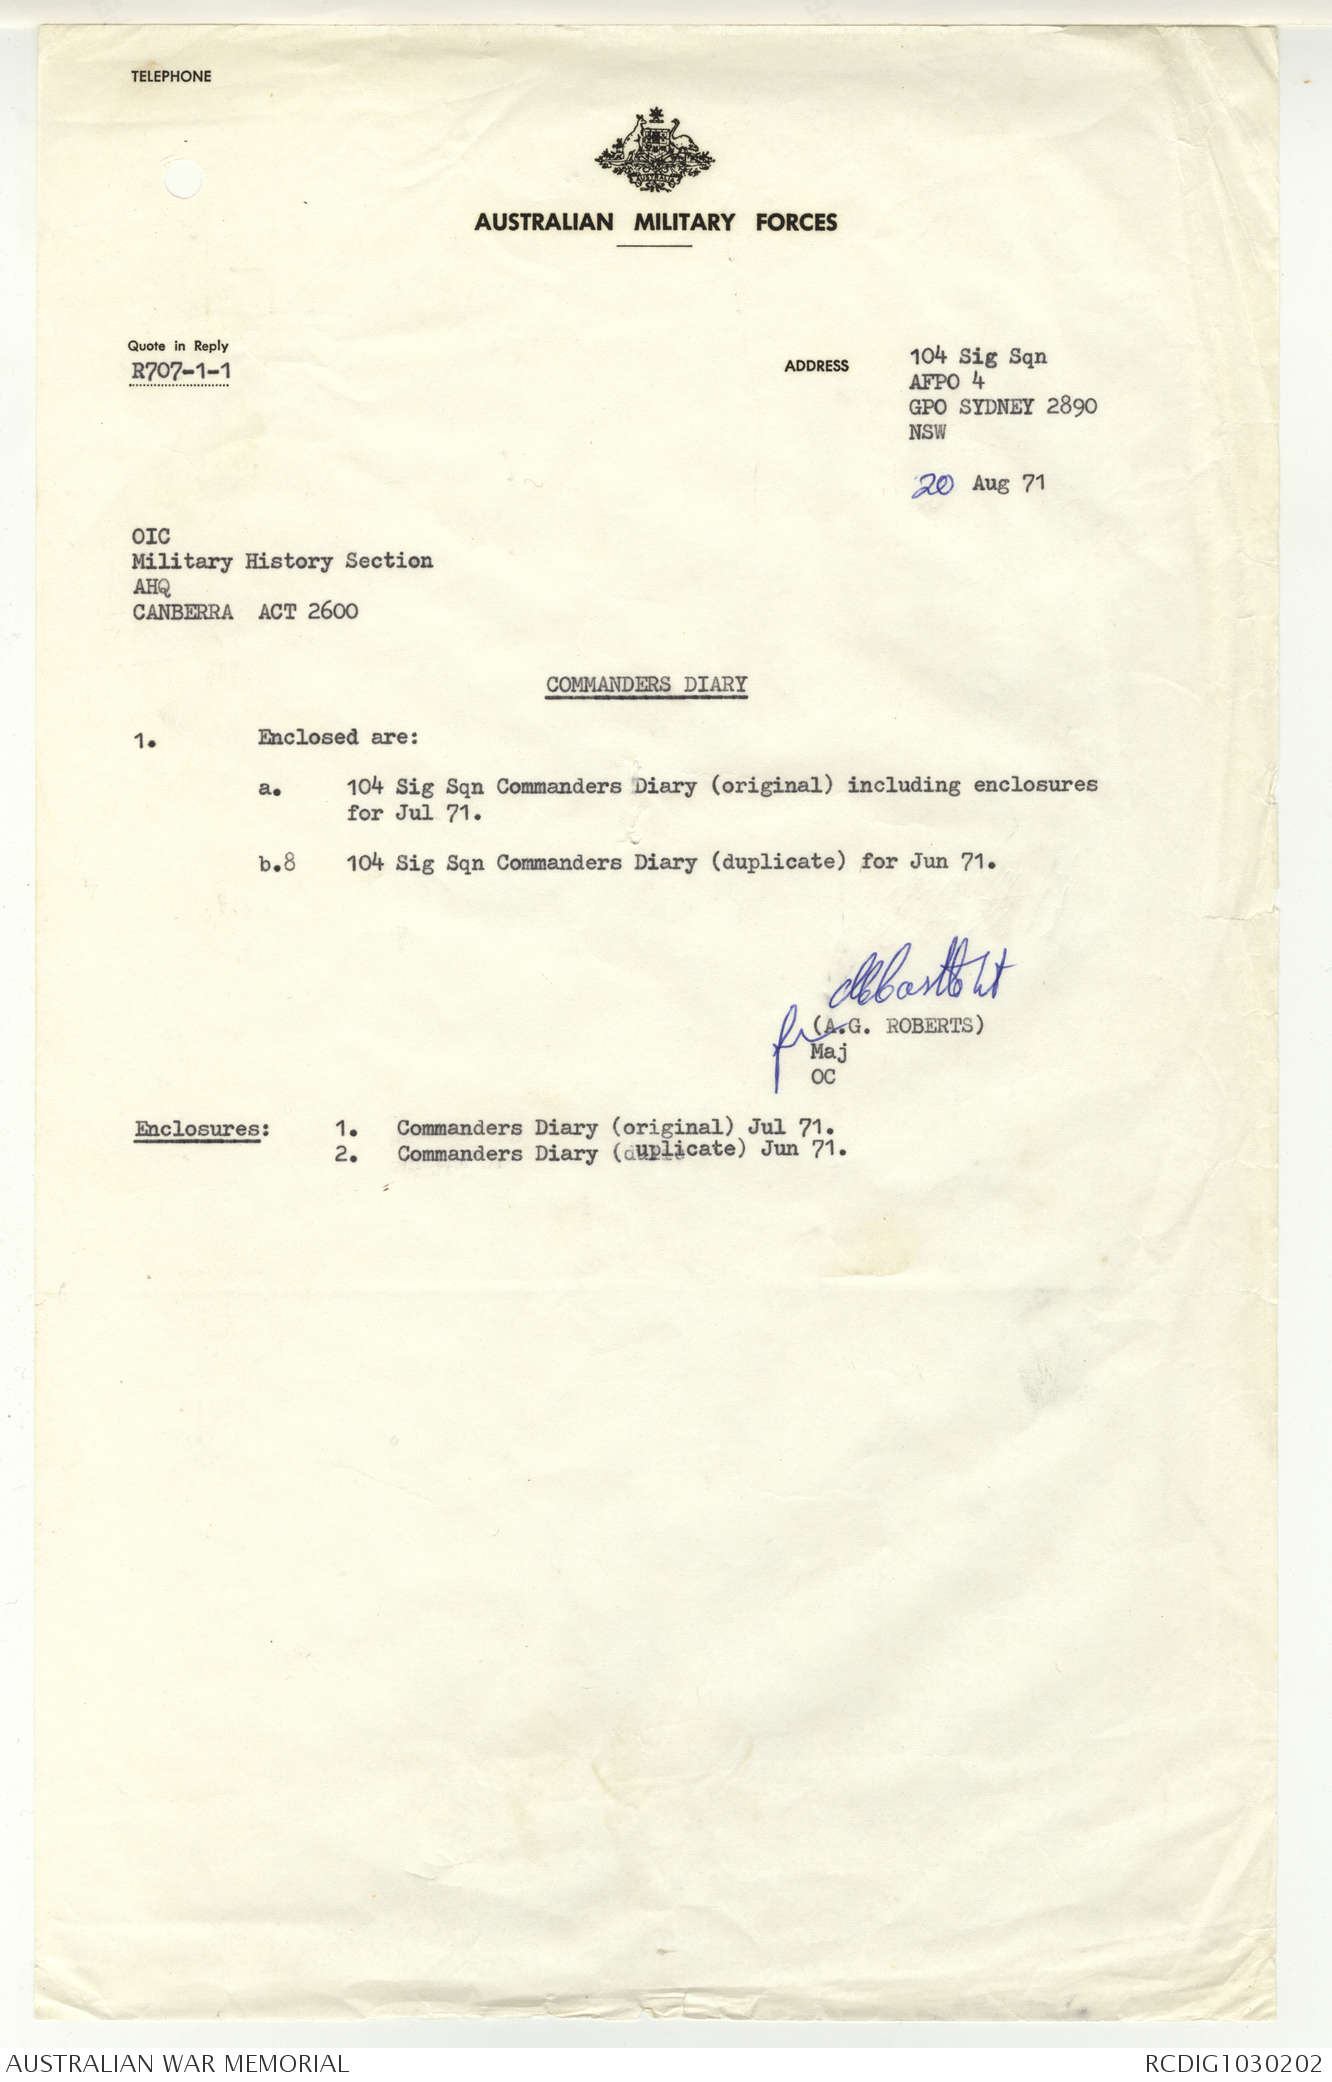 TELEPHONE
AUSTRALIA
AUSTRALIAN MILITARY FORCES
Quote in Reply
R707-1-1
ADDRESS
104 Sig Sqn
AFPO 4
GPO SYDNEY 2890
NSW
20 Aug 71
OIC
Military History Section
AHQ
CANBERRA ACT 2600
COMMANDERS DIARY
1. Enclosed are:
a. 104 Sig Sqn Commanders Diary (original) including enclosures
for Jul 71.
b.8 104 Sig Sqn Commanders Diary (duplicate) for Jun 71.
(A.G. ROBERTS)
Maj
OC
Enclosures: 1. Commanders Diary (original) Jul 71.
2. Commanders Diary (duplicate) Jun 71.
AUSTRALIAN WAR MEMORIAL
RCDIG1030202